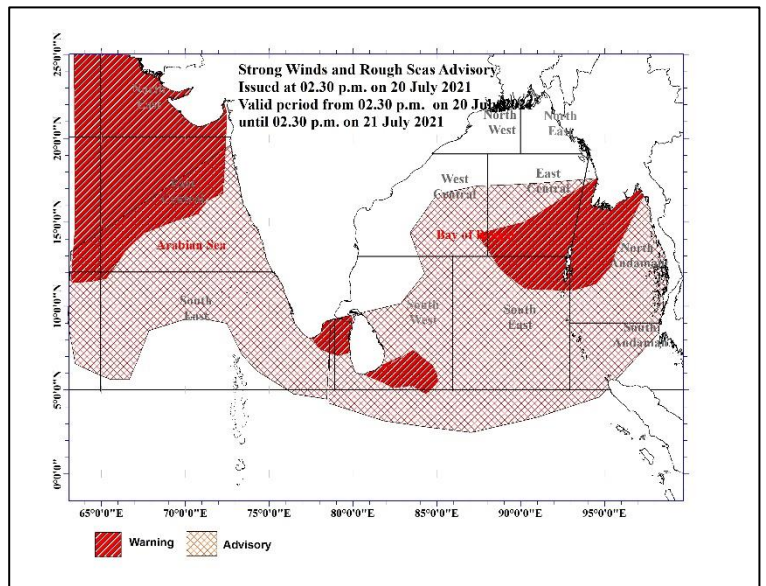 25°0'0"N
20°0'0"N
15°0'0"N
10°0'0"N
5°0'0"N
0°0'0"
Strong Winds and Rough Seas Advisory
Issued at 02.30 p.m. on 20 July 2021
Valid period from 02.30 p.m. on 20 July
until 02.30 p.m. on 21 July 2021
North
East
North
West
North
East
West
Central
East
Central
Arabian Sea
Bay of
North
Andaman
South
East
South
West
South
East
South
Andaman
65°0'0"E
70°0'0"E
75°0'0"E
80°0'0"E
85°0'0"E
90°0'0"E
95°0'0"E
Warning
Advisory